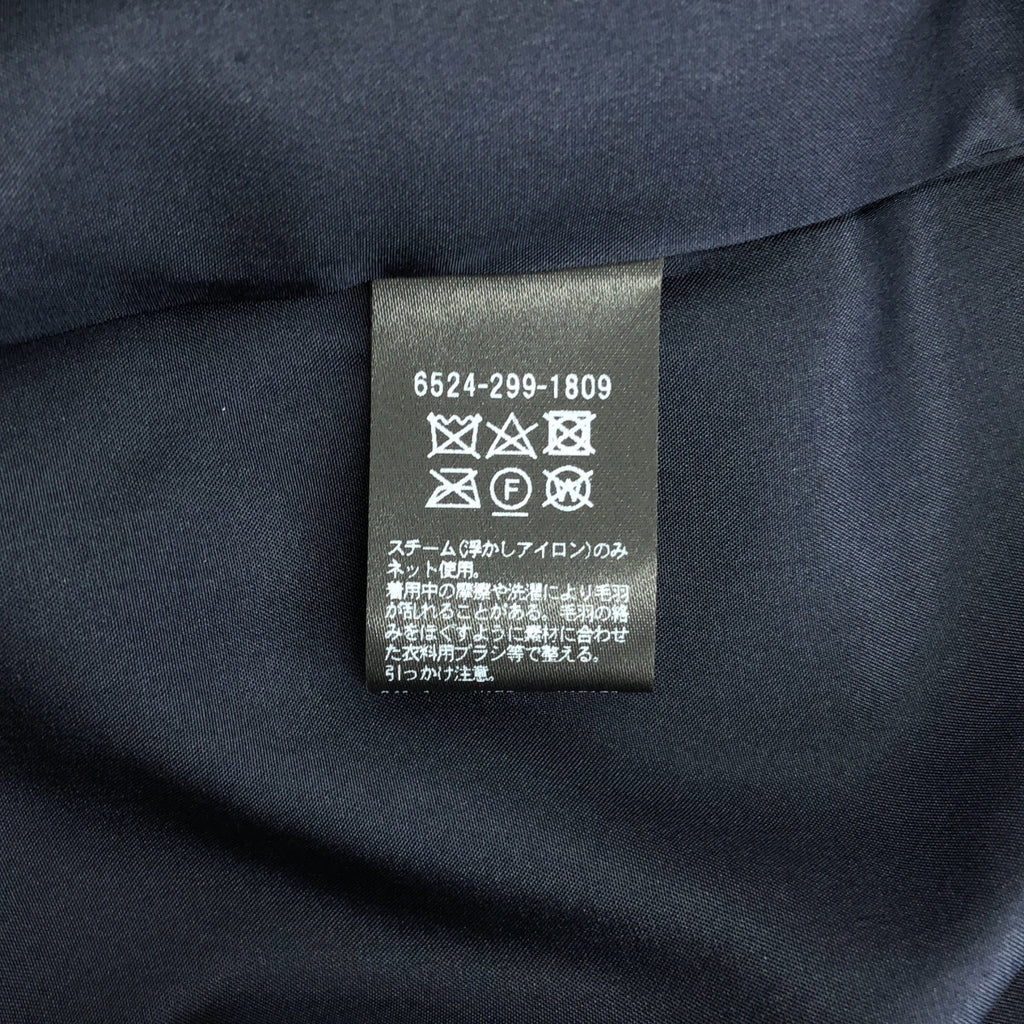 6524-299-1809
F
W
スチーム(浮かしアイロン)のみ
ネット使用。
着用中の摩擦や洗濯により毛羽
が乱れることがある。毛羽の絡
みをほぐすように素材に合わせ
た衣料用ブラシ等で整える。
引っかけ注意。